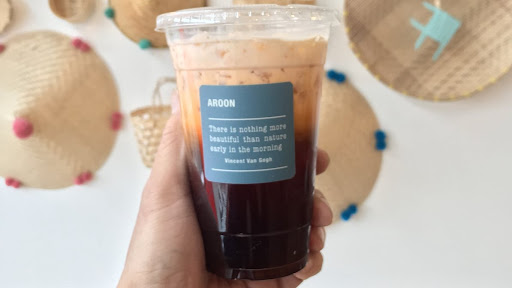 AROON
There is nothing more
beautiful than nature
early in the morning
Vincent Van Gogh